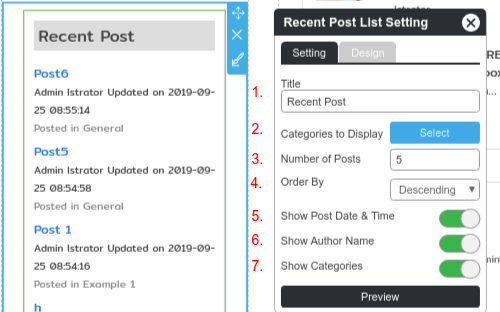 Recent Post
Post6
Admin Istrator Updated on 2019-09-
25 08:55:14
Posted in General
Post5
Admin Istrator Updated on 2019-09-
25 08:54:58
Posted in General
Post 1
Admin Istrator Updated on 2019-09-
25 08:54:16
Posted in Example 1
h
Recent Post List Setting
Setting
Design
1.
Title
Recent Post
2.
Categories to Display
Select
3.
Number of Posts
5
4.
Order By
Descending
5.
Show Post Date & Time
6.
Show Author Name
7.
Show Categories
Preview